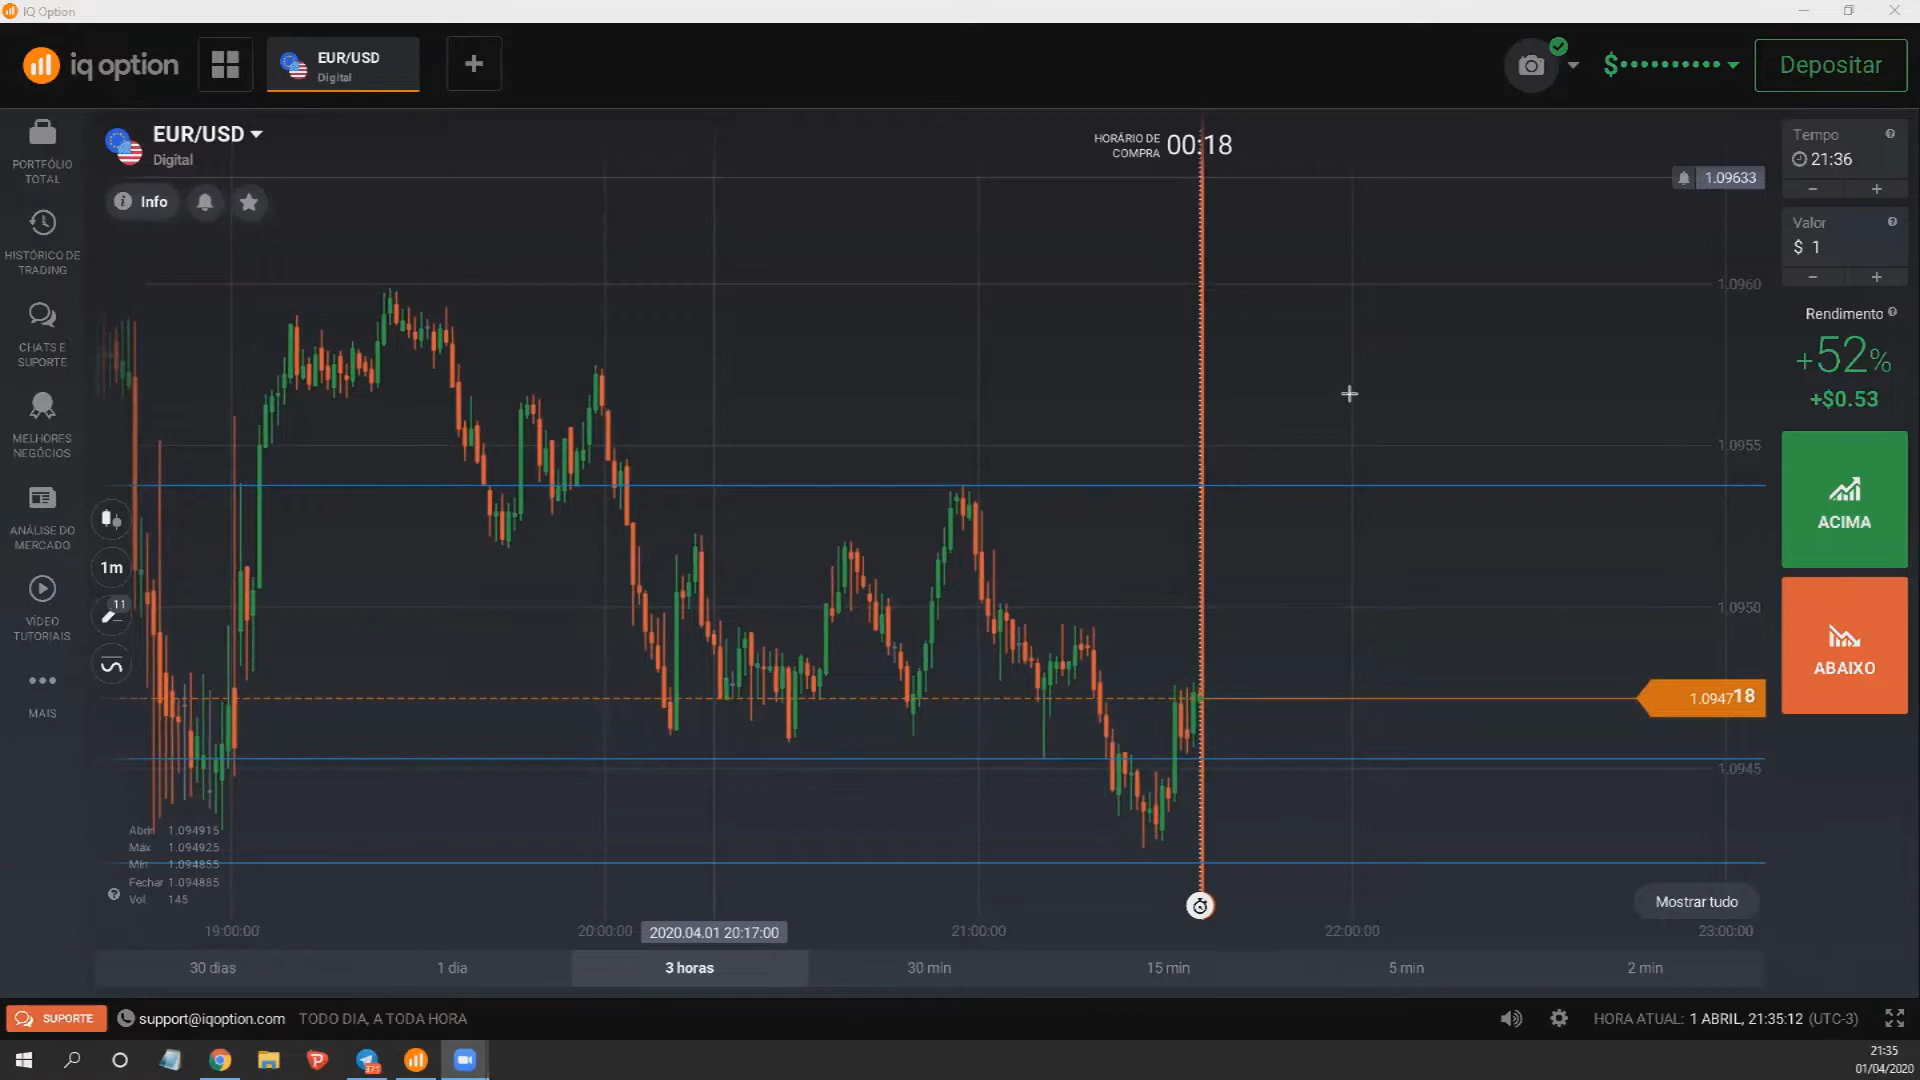 IQ Option
iq option
EUR/USD
Digital
$••••••••••
Depositar
PORTFÓLIO
TOTAL
HISTÓRICO DE
TRADING
CHATS E
SUPORTE
MELHORES
NEGÓCIOS
ANÁLISE DO
MERCADO
VÍDEO
TUTORIAIS
MAIS
EUR/USD
Digital
Info
1m
11
HORÁRIO DE
COMPRA
00:18
1.09633
1.0960
1.0955
1.0950
1.094718
1.0945
Abrir 1.094915
Máx 1.094925
Mín 1.094855
Fechar 1.094885
Vol. 145
Mostrar tudo
19:00:00
20:00:00
2020.04.01 20:17:00
21:00:00
22:00:00
23:00:00
30 dias
1 dia
3 horas
30 min
15 min
5 min
2 min
Tempo
21:36
− +
Valor
$ 1
− +
Rendimento
+52%
+$0.53
ACIMA
ABAIXO
SUPORTE
support@iqoption.com
TODO DIA, A TODA HORA
HORA ATUAL: 1 ABRIL, 21:35:12 (UTC-3)
371
21:35
01/04/2020